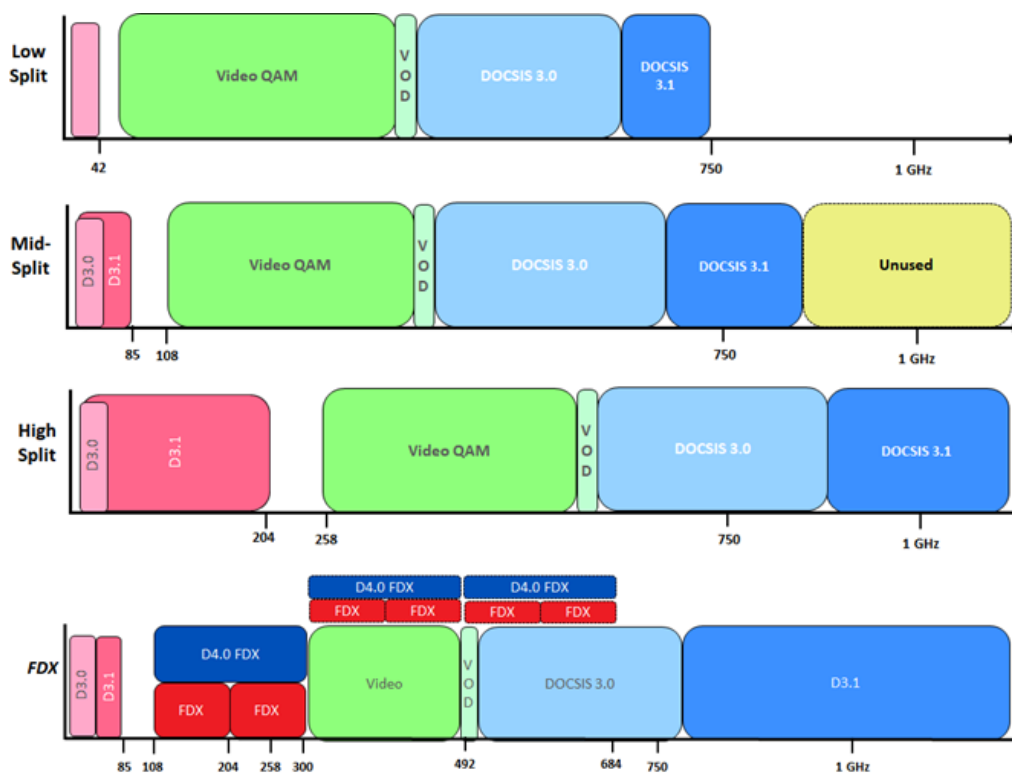 Low
Split
Video QAM
V
O
D
DOCSIS 3.0
DOCSIS
3.1
42
750
1 GHz
Mid-
Split
D3.0
D3.1
Video QAM
V
O
D
DOCSIS 3.0
DOCSIS 3.1
Unused
85
108
750
1 GHz
High
Split
D3.0
D3.1
Video QAM
V
O
D
DOCSIS 3.0
DOCSIS 3.1
204
258
750
1 GHz
D4.0 FDX
D4.0 FDX
FDX
FDX
FDX
FDX
FDX
D3.0
D3.1
D4.0 FDX
FDX
FDX
Video
V
O
D
DOCSIS 3.0
D3.1
85
108
204
258
300
492
684
750
1 GHz